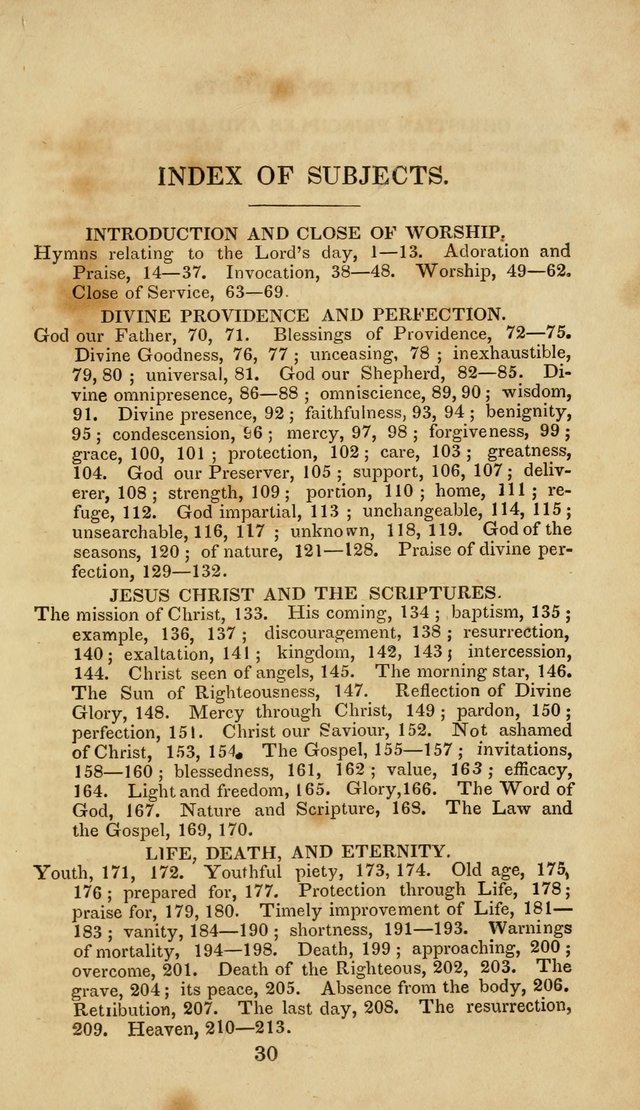 INDEX OF SUBJECTS.
INTRODUCTION AND CLOSE OF WORSHIP.
Hymns relating to the Lord's day, 1—13. Adoration and
Praise, 14—37. Invocation, 38—48. Worship, 49—62.
Close of Service, 63—69.
DIVINE PROVIDENCE AND PERFECTION.
God our Father, 70, 71. Blessings of Providence, 72—75.
Divine Goodness, 76, 77; unceasing, 78; inexhaustible,
79, 80; universal, 81. God our Shepherd, 82—85. Di-
vine omnipresence, 86—88; omniscience, 89, 90; wisdom,
91. Divine presence, 92; faithfulness, 93, 94; benignity,
95; condescension, 96; mercy, 97, 98; forgiveness, 99;
grace, 100, 101; protection, 102; care, 103; greatness,
104. God our Preserver, 105; support, 106, 107; deliv-
erer, 108; strength, 109; portion, 110; home, 111; re-
fuge, 112. God impartial, 113; unchangeable, 114, 115;
unsearchable, 116, 117; unknown, 118, 119. God of the
seasons, 120; of nature, 121—128. Praise of divine per-
fection, 129—132.
JESUS CHRIST AND THE SCRIPTURES.
The mission of Christ, 133. His coming, 134; baptism, 135;
example, 136, 137; discouragement, 138; resurrection,
140; exaltation, 141; kingdom, 142, 143; intercession,
144. Christ seen of angels, 145. The morning star, 146.
The Sun of Righteousness, 147. Reflection of Divine
Glory, 148. Mercy through Christ, 149; pardon, 150;
perfection, 151. Christ our Saviour, 152. Not ashamed
of Christ, 153, 154. The Gospel, 155—157; invitations,
158—160; blessedness, 161, 162; value, 163; efficacy,
164. Light and freedom, 165. Glory, 166. The Word of
God, 167. Nature and Scripture, 168. The Law and
the Gospel, 169, 170.
LIFE, DEATH, AND ETERNITY.
Youth, 171, 172. Youthful piety, 173, 174. Old age, 175,
176; prepared for, 177. Protection through Life, 178;
praise for, 179, 180. Timely improvement of Life, 181—
183; vanity, 184—190; shortness, 191—193. Warnings
of mortality, 194—198. Death, 199; approaching, 200;
overcome, 201. Death of the Righteous, 202, 203. The
grave, 204; its peace, 205. Absence from the body, 206.
Retribution, 207. The last day, 208. The resurrection,
209. Heaven, 210—213.
30